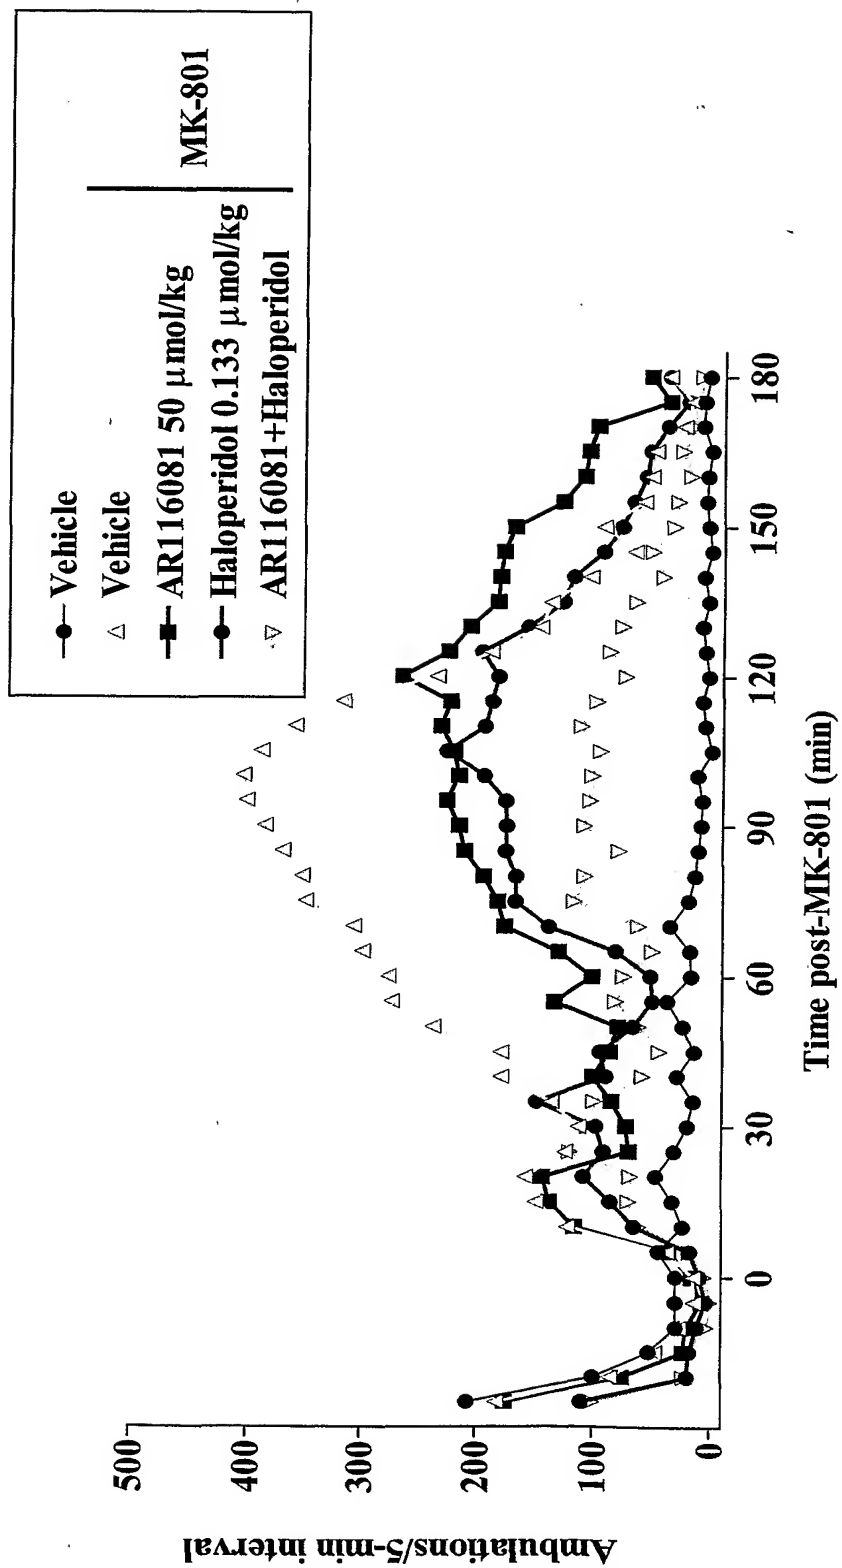 Vehicle
Vehicle
AR116081 50 µmol/kg
Haloperidol 0.133 µmol/kg
AR116081+Haloperidol
MK-801
500
400
300
200
100
0
Ambulations/5-min interval
0
30
60
90
120
150
180
Time post-MK-801 (min)